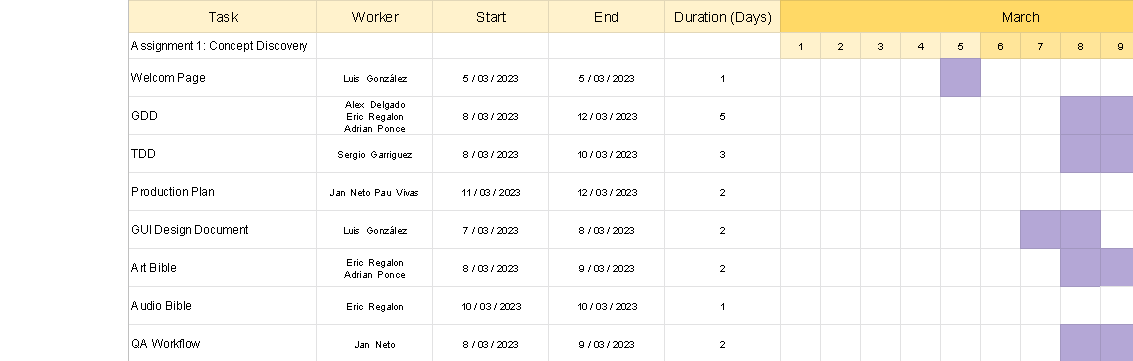 Task Worker Start End Duration (Days) March
Assignment 1: Concept Discovery 1 2 3 4 5 6 7 8 9
Welcom Page Luis González 5 / 03 / 2023 5 / 03 / 2023 1
GDD Alex Delgado Eric Regalon Adrian Ponce 8 / 03 / 2023 12 / 03 / 2023 5
TDD Sergio Garriguez 8 / 03 / 2023 10 / 03 / 2023 3
Production Plan Jan Neto Pau Vivas 11 / 03 / 2023 12 / 03 / 2023 2
GUI Design Document Luis González 7 / 03 / 2023 8 / 03 / 2023 2
Art Bible Eric Regalon Adrian Ponce 8 / 03 / 2023 9 / 03 / 2023 2
Audio Bible Eric Regalon 10 / 03 / 2023 10 / 03 / 2023 1
QA Workflow Jan Neto 8 / 03 / 2023 9 / 03 / 2023 2